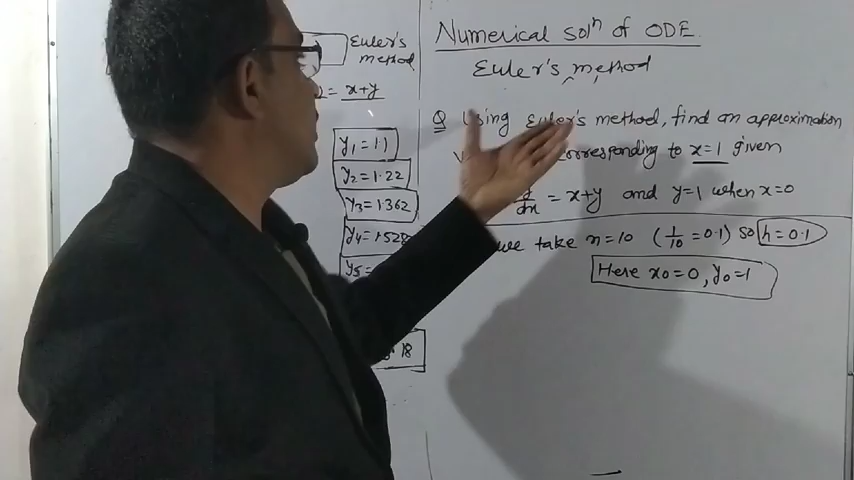 Euler's
method
= x+y
y1 = 1.1
y2 = 1.22
y3 = 1.362
y4 = 1.528
y5 =
18
Numerical solⁿ of ODE
Euler's method
Q Using Euler's method, find an approximation
corresponding to x=1 given
dx = x+y and y=1 when x=0
we take n=10 (1/10 = 0.1) so h=0.1
Here x0=0, y0=1